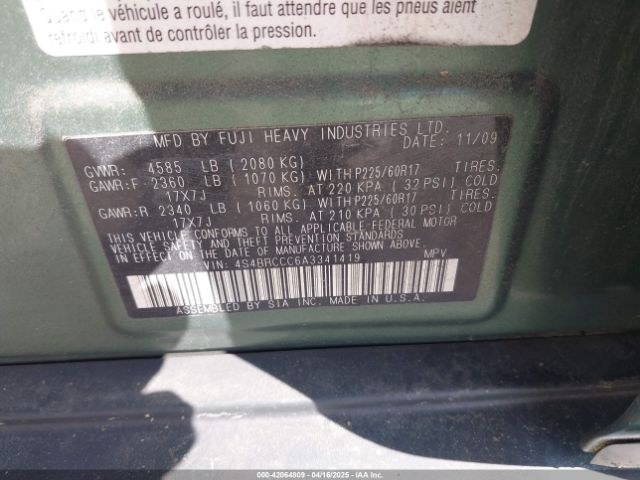 Quand le véhicule a roulé, il faut attendre que les pneus aient
refroidi avant de contrôler la pression.
MFD BY FUJI HEAVY INDUSTRIES LTD.
DATE: 11/09
GVWR: 4585 LB (2080 KG)
GAWR:F 2360 LB (1070 KG) WITH P225/60R17 TIRES.
17X7J RIMS. AT 220 KPA (32 PSI) COLD
GAWR:R 2340 LB (1060 KG) WITH P225/60R17 TIRES.
17X7J RIMS. AT 210 KPA (30 PSI) COLD
THIS VEHICLE CONFORMS TO ALL APPLICABLE FEDERAL MOTOR
VEHICLE SAFETY AND THEFT PREVENTION STANDARDS IN EFFECT ON THE
DATE OF MANUFACTURE SHOWN ABOVE.
VIN: 4S4BRCCC6A3341419 MPV
ASSEMBLED BY SIA INC. MADE IN U.S.A.
000-42064809 - 04/16/2025 - IAAI.COM